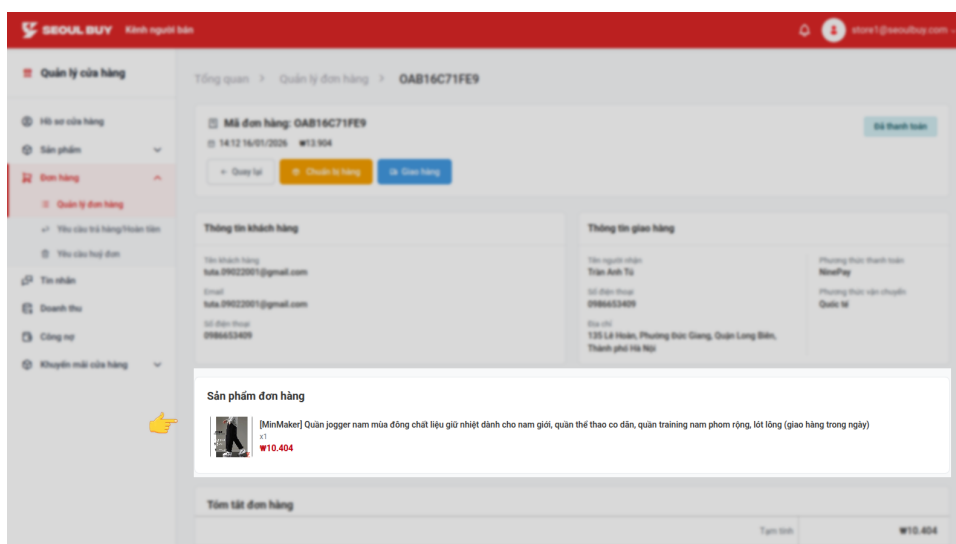 SEOUL BUY Kênh người bán
store1@seoulbuy.com
Quản lý cửa hàng
Tổng quan > Quản lý đơn hàng > OAB16C71FE9
Hồ sơ cửa hàng
Sản phẩm
Đơn hàng
Quản lý đơn hàng
Yêu cầu trả hàng/Hoàn tiền
Yêu cầu huỷ đơn
Tin nhắn
Doanh thu
Công nợ
Khuyến mãi cửa hàng
Mã đơn hàng: OAB16C71FE9
14:12 16/01/2026 ₩13.904
Đã thanh toán
Quay lại
Chuẩn bị hàng
Giao hàng
Thông tin khách hàng
Tên khách hàng
tuta.09022001@gmail.com
Email
tuta.09022001@gmail.com
Số điện thoại
0986653409
Thông tin giao hàng
Tên người nhận
Trần Anh Tú
Số điện thoại
0986653409
Địa chỉ
135 Lê Hoàn, Phường Đức Giang, Quận Long Biên,
Thành phố Hà Nội
Phương thức thanh toán
NinePay
Phương thức vận chuyển
Quốc tế
Sản phẩm đơn hàng
[MinMaker] Quần jogger nam mùa đông chất liệu giữ nhiệt dành cho nam giới, quần thể thao co dãn, quần training nam phom rộng, lót lông (giao hàng trong ngày)
x1
₩10.404
Tóm tắt đơn hàng
Tạm tính ₩10.404